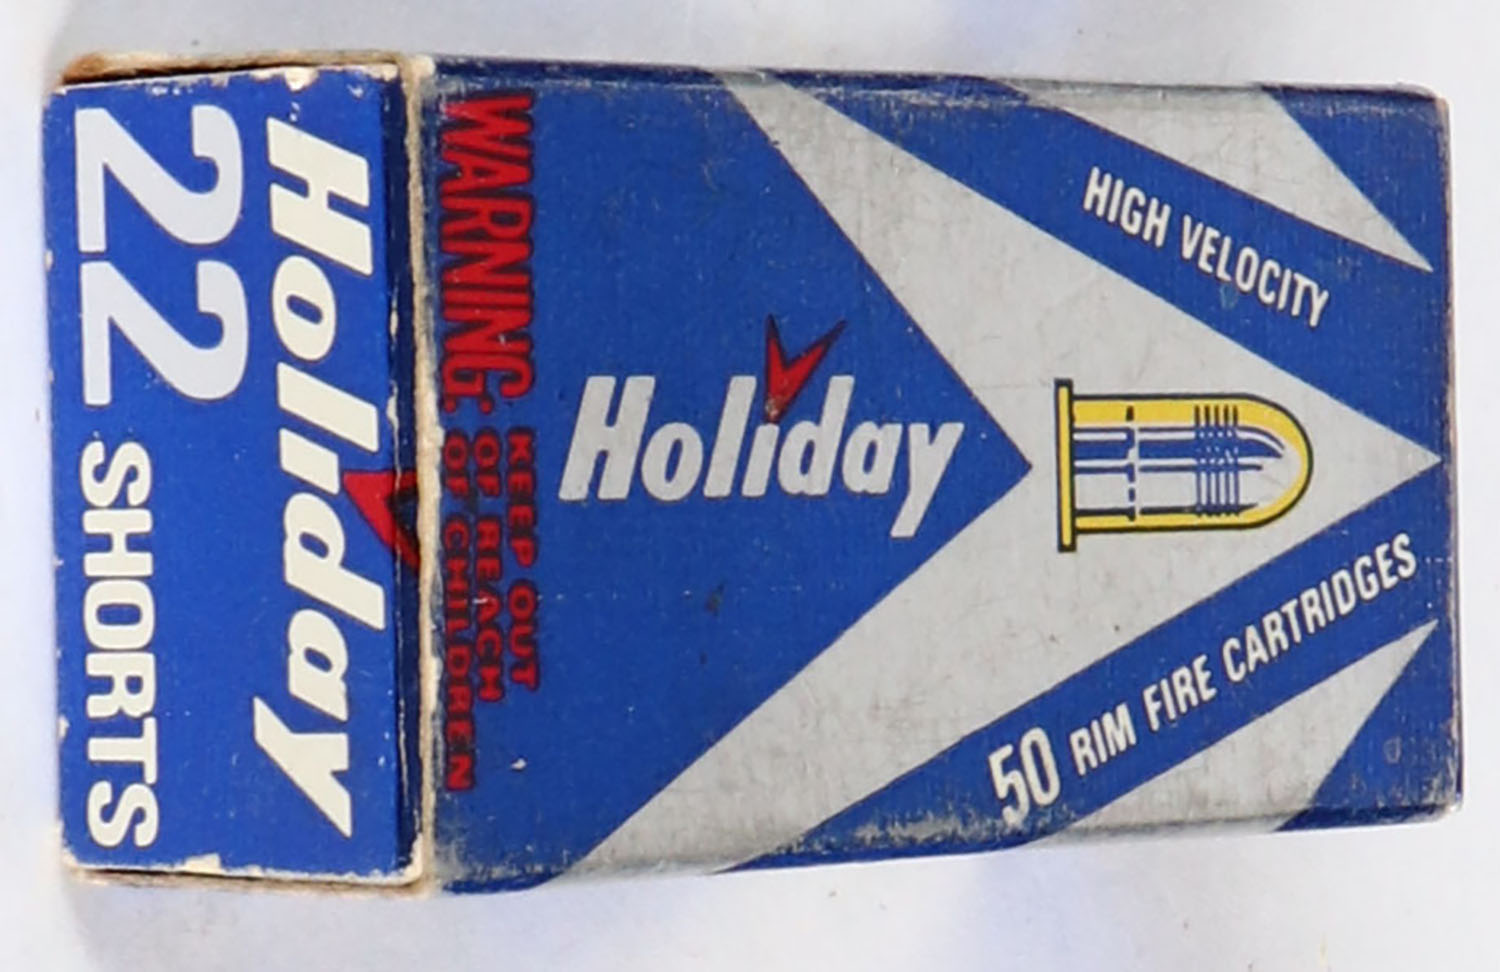 Holiday
22 SHORTS
WARNING:
KEEP OUT
OF REACH
OF CHILDREN
Holiday
HIGH VELOCITY
50 RIM FIRE CARTRIDGES